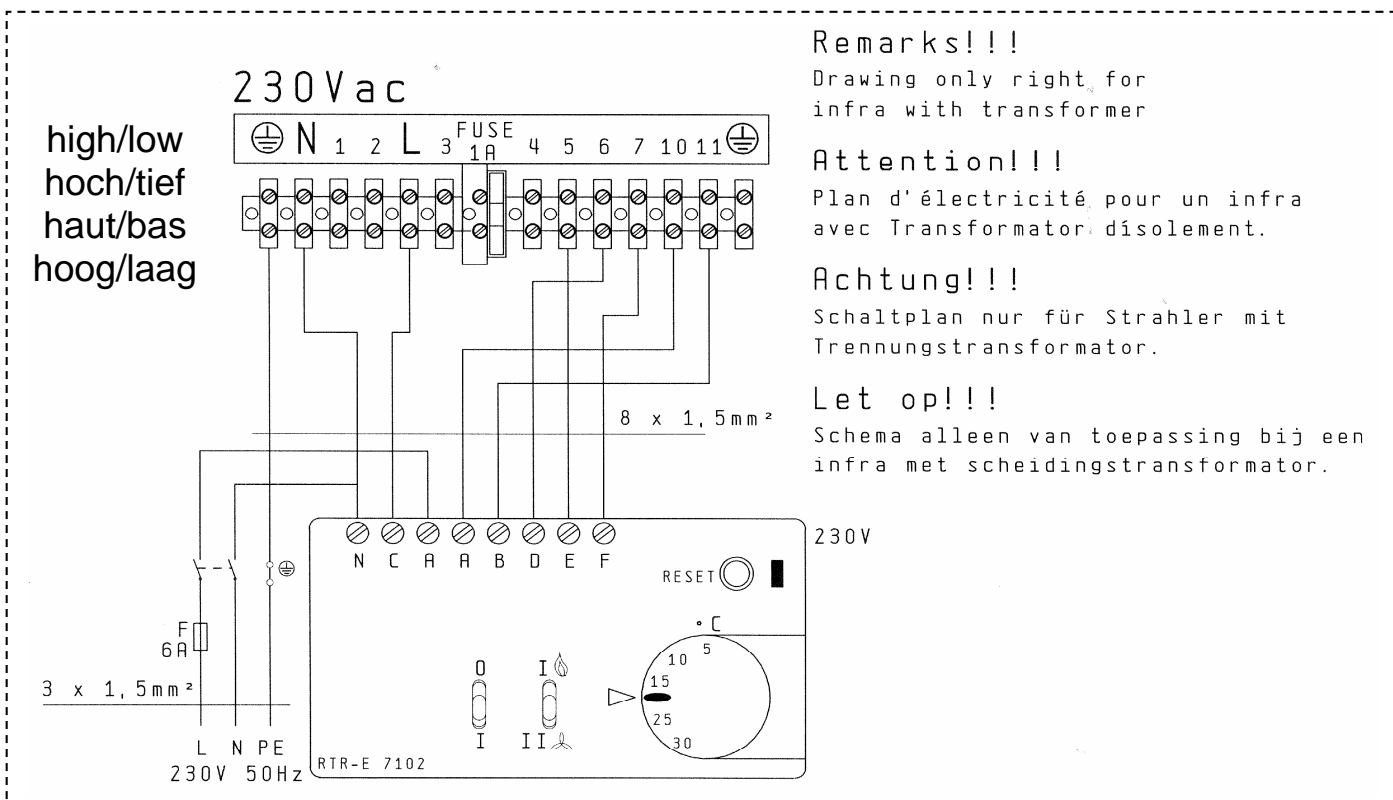 230Vac
high/low
hoch/tief
haut/bas
hoog/laag
N 1 2 L 3 FUSE 1A 4 5 6 7 10 11
8 x 1,5mm²
N C A A B D E F
230V
RESET
°C
5
10
15
25
30
F
6A
3 x 1,5mm²
O I
I II
L N PE
230V 50Hz
RTR-E 7102
Remarks!!!
Drawing only right for
infra with transformer
Attention!!!
Plan d'électricité pour un infra
avec Transformator dísolement.
Achtung!!!
Schaltplan nur für Strahler mit
Trennungstransformator.
Let op!!!
Schema alleen van toepassing bij een
infra met scheidingstransformator.